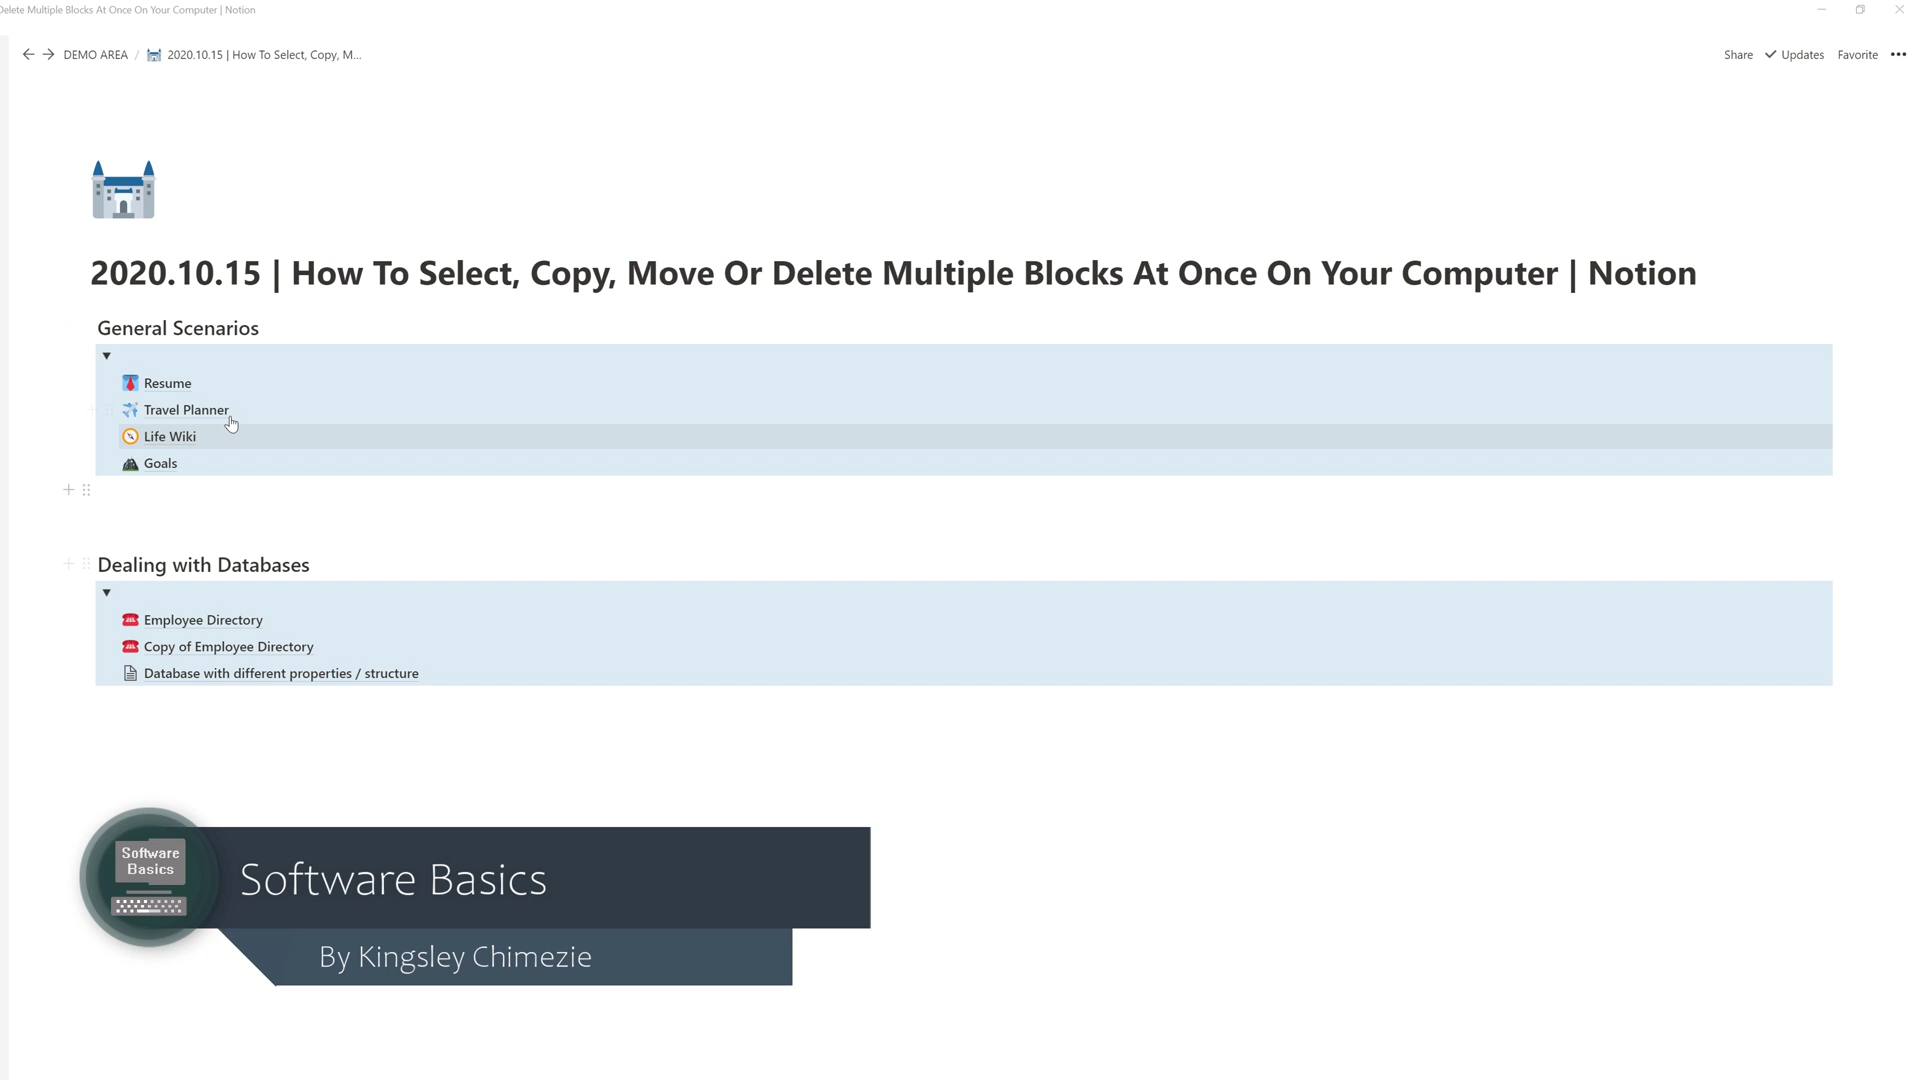 Delete Multiple Blocks At Once On Your Computer | Notion
DEMO AREA / 2020.10.15 | How To Select, Copy, M...
Share ✓ Updates Favorite •••
2020.10.15 | How To Select, Copy, Move Or Delete Multiple Blocks At Once On Your Computer | Notion
General Scenarios
Resume
Travel Planner
Life Wiki
Goals
Dealing with Databases
Employee Directory
Copy of Employee Directory
Database with different properties / structure
Software
Basics
Software Basics
By Kingsley Chimezie